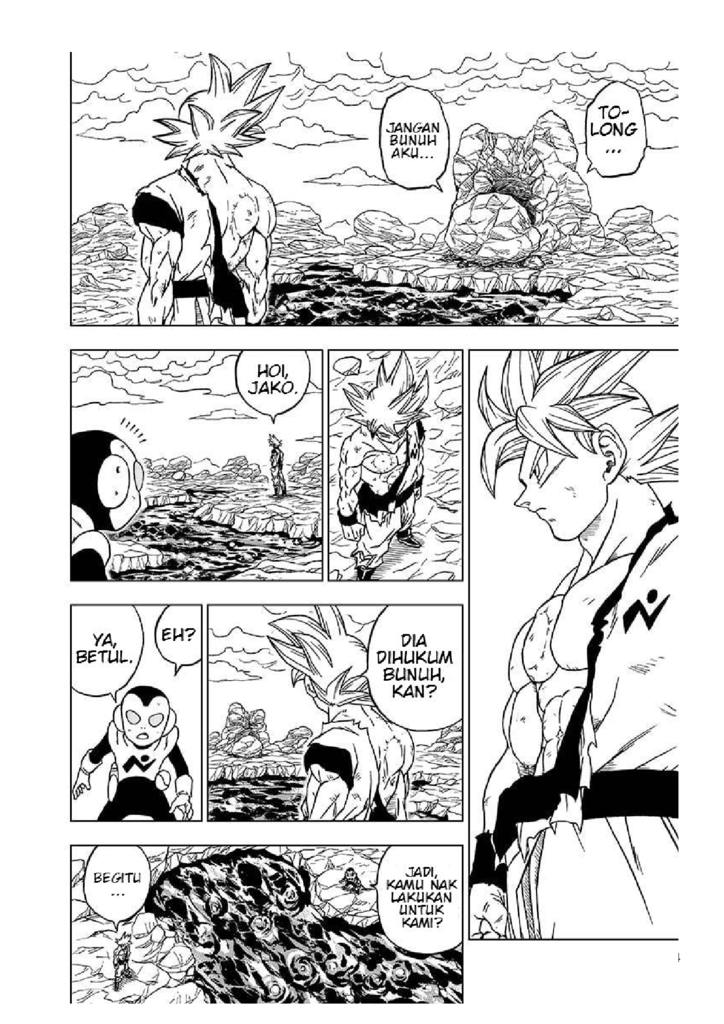 TO-
LONG
...
JANGAN
BUNUH
AKU...
HOI,
JAKO.
DIA
DIHUKUM
BUNUH,
KAN?
EH?
YA,
BETUL.
JADI,
KAMU NAK
LAKUKAN
UNTUK
KAMI?
BEGITU
...